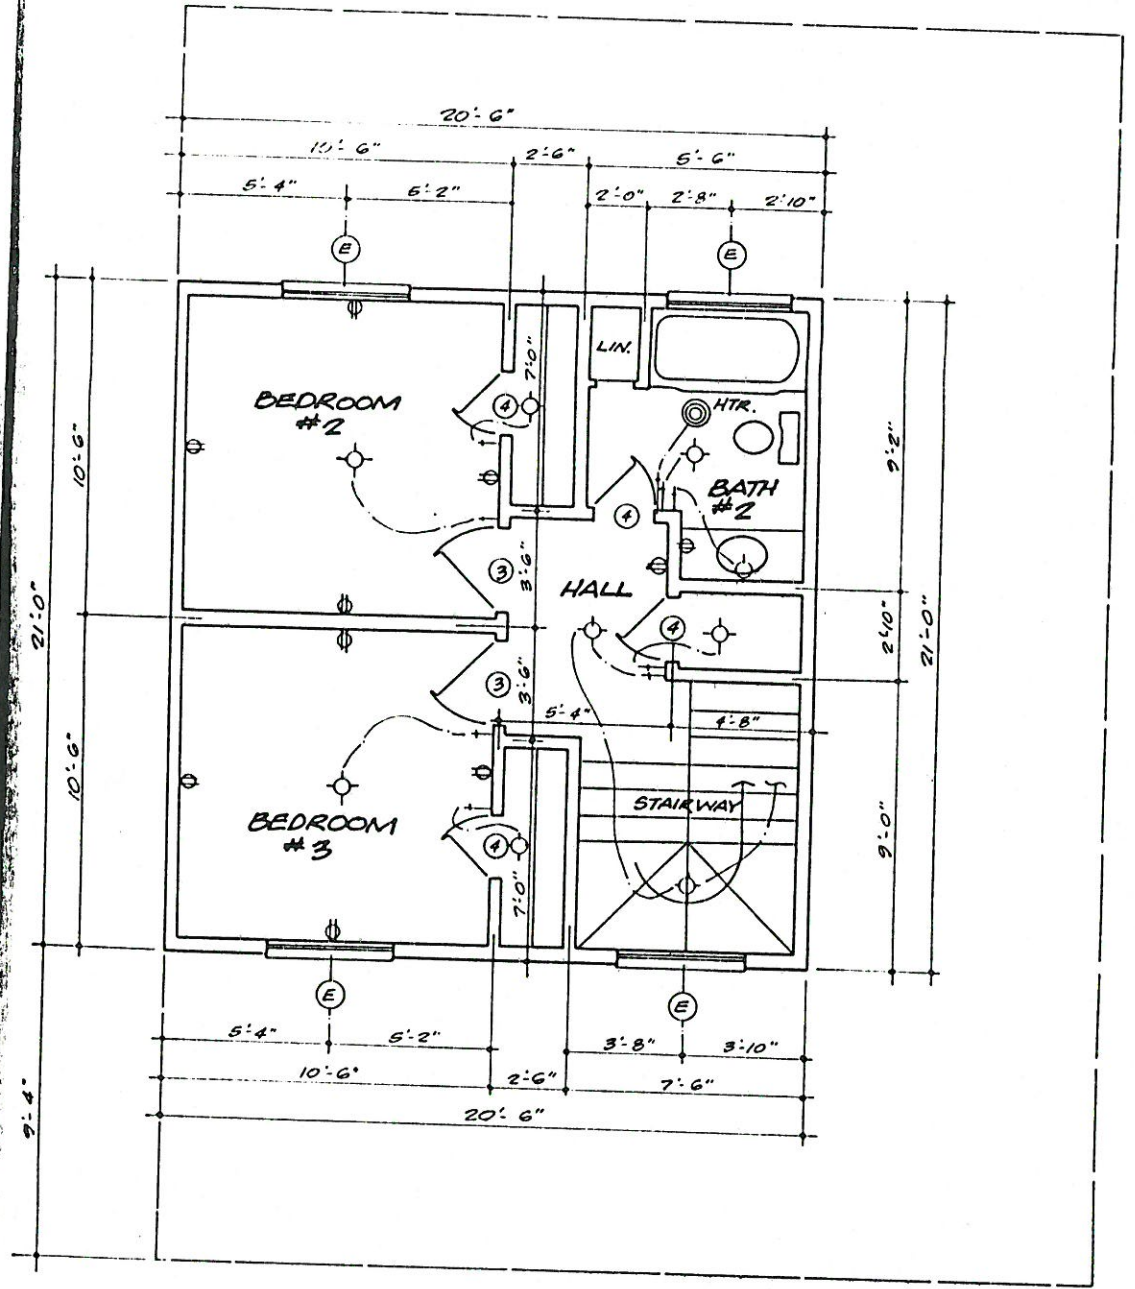 20'-6"
10'-6" 2'-6" 5'-6"
5'-4" 5'-2" 2'-0" 2'-8" 2'10"
E E
LIN.
7'-0"
BEDROOM
#2
4
HTR.
10'-6"
9'-2"
BATH
#2
4
3
3'-6"
HALL
21'-0"
4
2'10"
21'-0"
3
3'-6"
5'-4" 4'-8"
10'-6"
STAIRWAY
BEDROOM
#3
4
9'-0"
7'-0"
E E
5'-4" 5'-2" 3'-8" 3'-10"
10'-6" 2'-6" 7'-6"
20'-6"
9'-4"